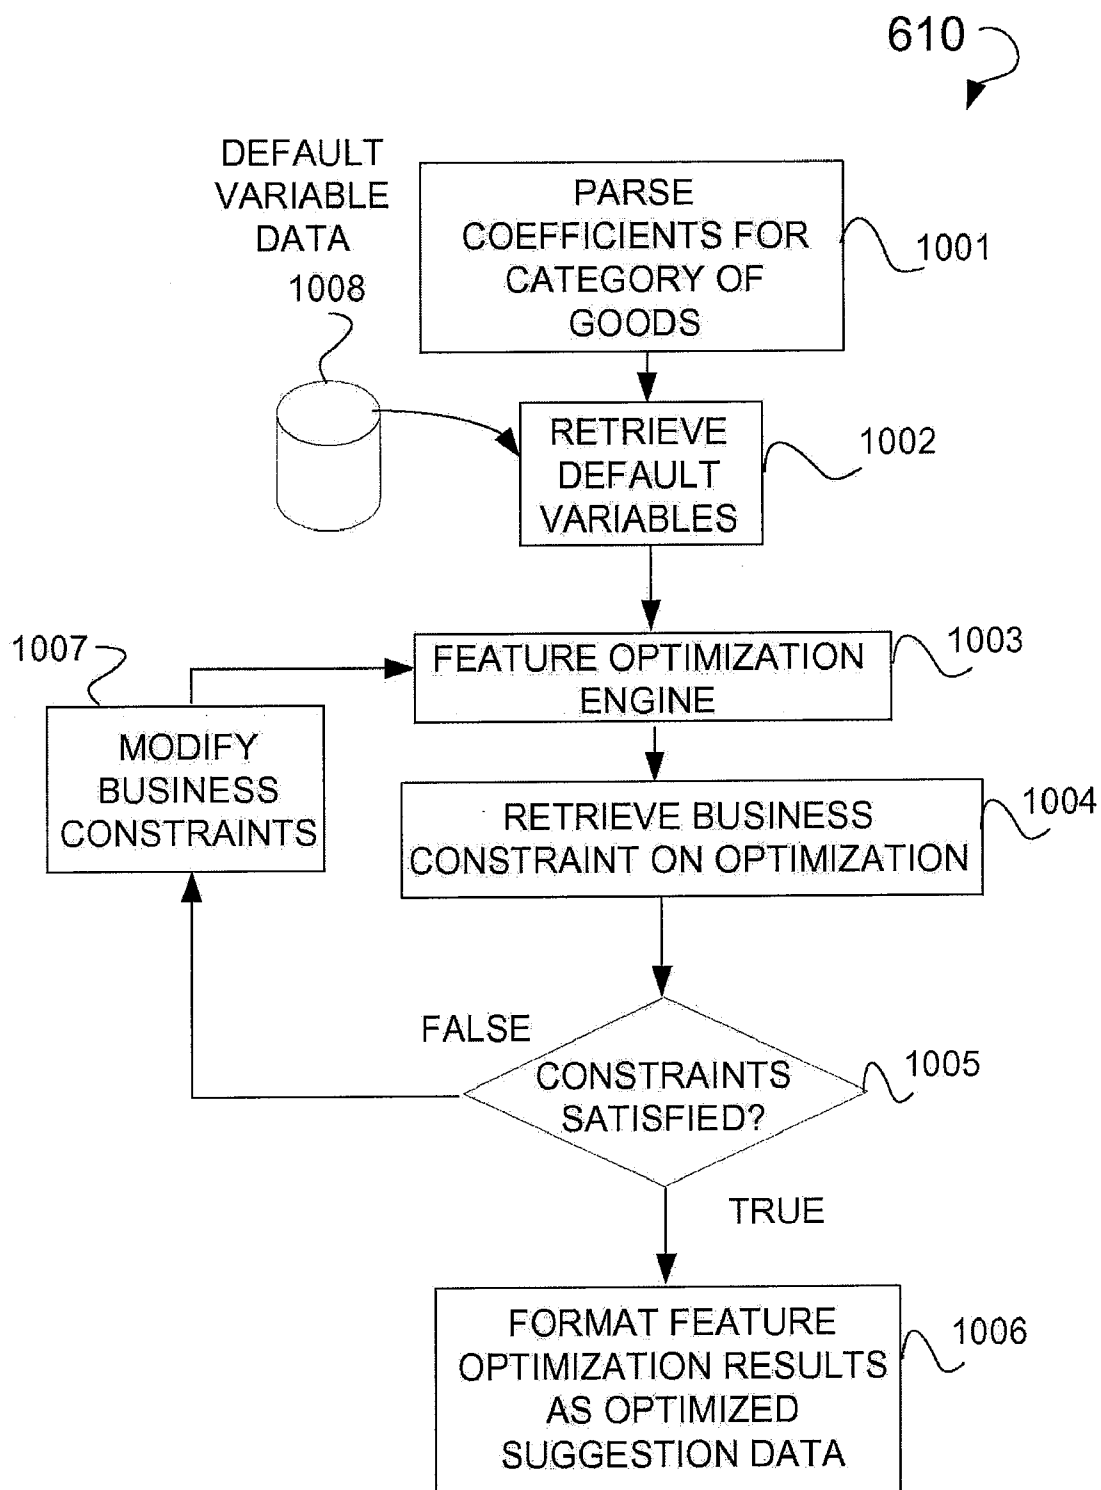 610
DEFAULT
VARIABLE
DATA
1008
PARSE
COEFFICIENTS FOR
CATEGORY OF
GOODS
1001
RETRIEVE
DEFAULT
VARIABLES
1002
1007
FEATURE OPTIMIZATION
ENGINE
1003
MODIFY
BUSINESS
CONSTRAINTS
RETRIEVE BUSINESS
CONSTRAINT ON OPTIMIZATION
1004
FALSE
CONSTRAINTS
SATISFIED?
1005
TRUE
FORMAT FEATURE
OPTIMIZATION RESULTS
AS OPTIMIZED
SUGGESTION DATA
1006